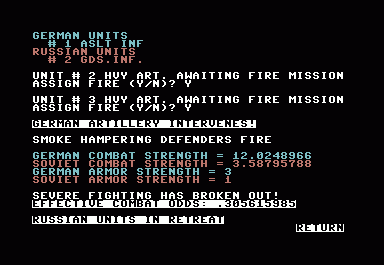 GERMAN UNITS
# 1 ASLT INF
RUSSIAN UNITS
# 2 GDS.INF.
UNIT # 2 HVY ART. AWAITING FIRE MISSION
ASSIGN FIRE (Y/N)? Y
UNIT # 3 HVY ART. AWAITING FIRE MISSION
ASSIGN FIRE (Y/N)? Y
GERMAN ARTILLERY INTERVENES!
SMOKE HAMPERING DEFENDERS FIRE
GERMAN COMBAT STRENGTH = 12.0248966
SOVIET COMBAT STRENGTH = 3.58795788
GERMAN ARMOR STRENGTH = 3
SOVIET ARMOR STRENGTH = 1
SEVERE FIGHTING HAS BROKEN OUT!
EFFECTIVE COMBAT ODDS: .305615985
RUSSIAN UNITS IN RETREAT
RETURN